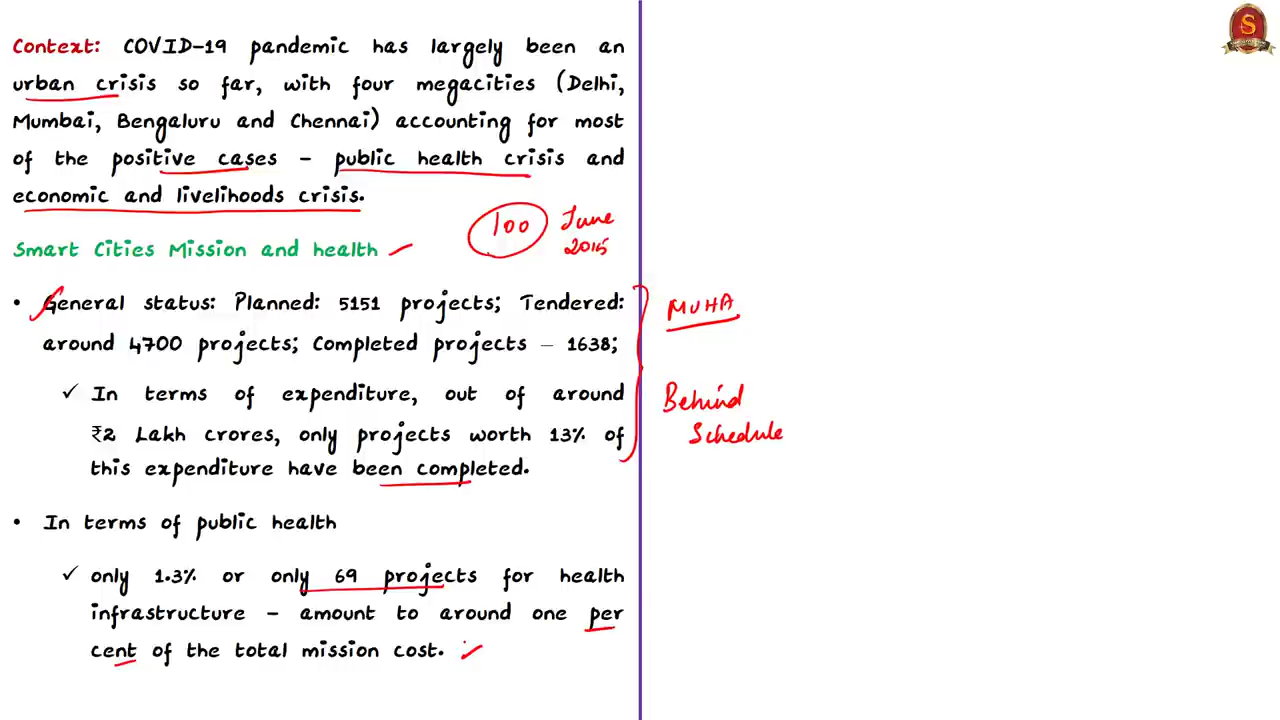 Context: COVID-19 pandemic has largely been an
urban crisis so far, with four megacities (Delhi,
Mumbai, Bengaluru and Chennai) accounting for most
of the positive cases – public health crisis and
economic and livelihoods crisis.
100 June
2015
Smart Cities Mission and health
• General status: Planned: 5151 projects; Tendered:
around 4700 projects; Completed projects – 1638;
MUHA
✓ In terms of expenditure, out of around
₹2 Lakh crores, only projects worth 13% of
this expenditure have been completed.
Behind
Schedule
• In terms of public health
✓ only 1.3% or only 69 projects for health
infrastructure – amount to around one per
cent of the total mission cost.
S